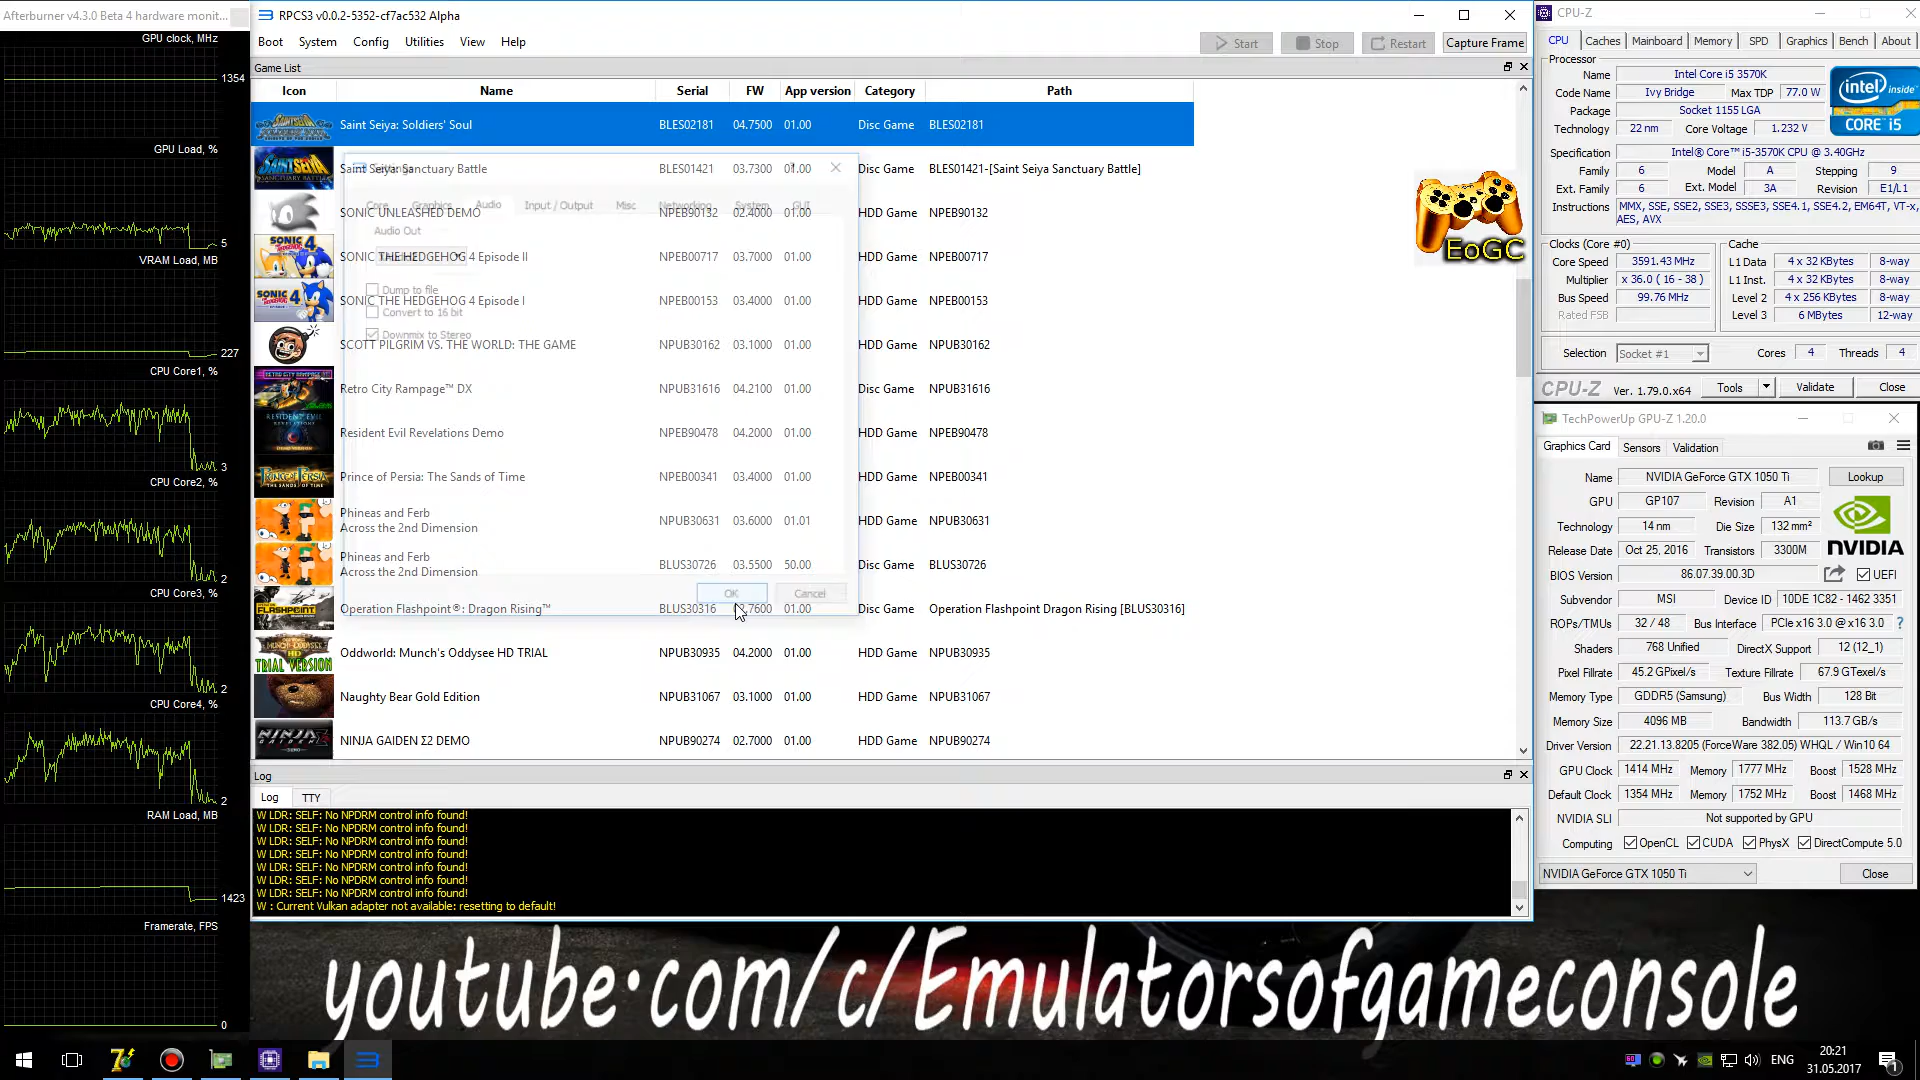 Afterburner v4.3.0 Beta 4 hardware monit...
GPU clock, MHz
1354
GPU Load, %
5
VRAM Load, MB
227
CPU Core1, %
3
CPU Core2, %
2
CPU Core3, %
2
CPU Core4, %
2
RAM Load, MB
1423
Framerate, FPS
0
RPCS3 v0.0.2-5352-cf7ac532 Alpha
Boot System Config Utilities View Help
Start Stop Restart Capture Frame
Game List
Icon Name Serial FW App version Category Path
Saint Seiya: Soldiers' Soul BLES02181 04.7500 01.00 Disc Game BLES02181
Saint Seiya: Sanctuary Battle BLES01421 03.7300 01.00 Disc Game BLES01421-[Saint Seiya Sanctuary Battle]
SONIC UNLEASHED DEMO NPEB90132 02.4000 01.00 HDD Game NPEB90132
SONIC THE HEDGEHOG 4 Episode II NPEB00717 03.7000 01.00 HDD Game NPEB00717
SONIC THE HEDGEHOG 4 Episode I NPEB00153 03.4000 01.00 HDD Game NPEB00153
SCOTT PILGRIM VS. THE WORLD: THE GAME NPUB30162 03.1000 01.00 HDD Game NPUB30162
Retro City Rampage™ DX NPUB31616 04.2100 01.00 Disc Game NPUB31616
Resident Evil Revelations Demo NPEB90478 04.2000 01.00 HDD Game NPEB90478
Prince of Persia: The Sands of Time NPEB00341 03.4000 01.00 HDD Game NPEB00341
Phineas and Ferb
Across the 2nd Dimension NPUB30631 03.6000 01.01 HDD Game NPUB30631
Phineas and Ferb
Across the 2nd Dimension BLUS30726 03.5500 50.00 Disc Game BLUS30726
Operation Flashpoint®: Dragon Rising™ BLUS30316 .7600 01.00 Disc Game Operation Flashpoint Dragon Rising [BLUS30316]
Oddworld: Munch's Oddysee HD TRIAL NPUB30935 04.2000 01.00 HDD Game NPUB30935
Naughty Bear Gold Edition NPUB31067 03.1000 01.00 HDD Game NPUB31067
NINJA GAIDEN Σ2 DEMO NPUB90274 02.7000 01.00 HDD Game NPUB90274
Settings
Core Graphics Audio Input / Output Misc Networking System GUI
Audio Out
Dump to file
Convert to 16 bit
Downmix to Stereo
OK Cancel
EoGC
Log
Log TTY
W LDR: SELF: No NPDRM control info found!
W LDR: SELF: No NPDRM control info found!
W LDR: SELF: No NPDRM control info found!
W LDR: SELF: No NPDRM control info found!
W LDR: SELF: No NPDRM control info found!
W LDR: SELF: No NPDRM control info found!
W LDR: SELF: No NPDRM control info found!
W : Current Vulkan adapter not available: resetting to default!
CPU-Z
CPU Caches Mainboard Memory SPD Graphics Bench About
Processor
Name Intel Core i5 3570K
Code Name Ivy Bridge Max TDP 77.0 W
Package Socket 1155 LGA
Technology 22 nm Core Voltage 1.232 V
intel inside
CORE i5
Specification Intel® Core™ i5-3570K CPU @ 3.40GHz
Family 6 Model A Stepping 9
Ext. Family 6 Ext. Model 3A Revision E1/L1
Instructions MMX, SSE, SSE2, SSE3, SSSE3, SSE4.1, SSE4.2, EM64T, VT-x,
AES, AVX
Clocks (Core #0) Cache
Core Speed 3591.43 MHz L1 Data 4 x 32 KBytes 8-way
Multiplier x 36.0 ( 16 - 38 ) L1 Inst. 4 x 32 KBytes 8-way
Bus Speed 99.76 MHz Level 2 4 x 256 KBytes 8-way
Rated FSB Level 3 6 MBytes 12-way
Selection Socket #1 Cores 4 Threads 4
CPU-Z Ver. 1.79.0.x64 Tools Validate Close
TechPowerUp GPU-Z 1.20.0
Graphics Card Sensors Validation
Name NVIDIA GeForce GTX 1050 Ti Lookup
GPU GP107 Revision A1
Technology 14 nm Die Size 132 mm²
Release Date Oct 25, 2016 Transistors 3300M
NVIDIA
BIOS Version 86.07.39.00.3D UEFI
Subvendor MSI Device ID 10DE 1C82 - 1462 3351
ROPs/TMUs 32 / 48 Bus Interface PCIe x16 3.0 @ x16 3.0 ?
Shaders 768 Unified DirectX Support 12 (12_1)
Pixel Fillrate 45.2 GPixel/s Texture Fillrate 67.9 GTexel/s
Memory Type GDDR5 (Samsung) Bus Width 128 Bit
Memory Size 4096 MB Bandwidth 113.7 GB/s
Driver Version 22.21.13.8205 (ForceWare 382.05) WHQL / Win10 64
GPU Clock 1414 MHz Memory 1777 MHz Boost 1528 MHz
Default Clock 1354 MHz Memory 1752 MHz Boost 1468 MHz
NVIDIA SLI Not supported by GPU
Computing OpenCL CUDA PhysX DirectCompute 5.0
NVIDIA GeForce GTX 1050 Ti Close
youtube.com/c/Emulatorsofgameconsole
ENG
20:21
31.05.2017
1